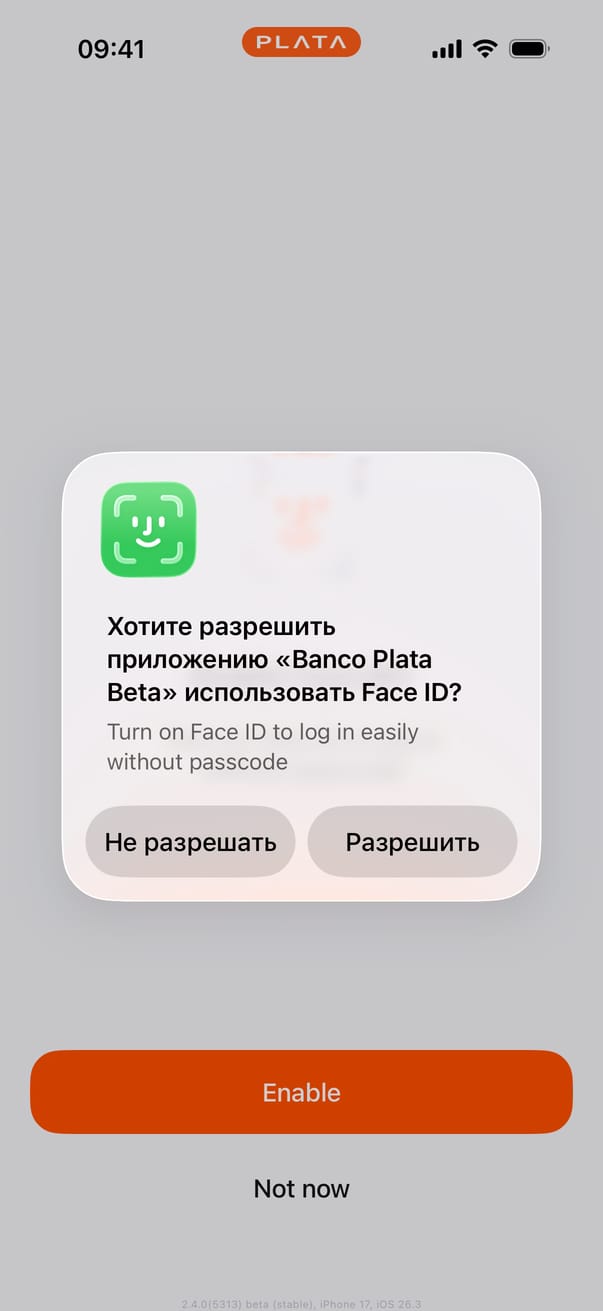 09:41
PLATA
Хотите разрешить
приложению «Banco Plata
Beta» использовать Face ID?
Turn on Face ID to log in easily
without passcode
Не разрешать
Разрешить
Enable
Not now
2.4.0(5313) beta (stable), iPhone 17, iOS 26.3